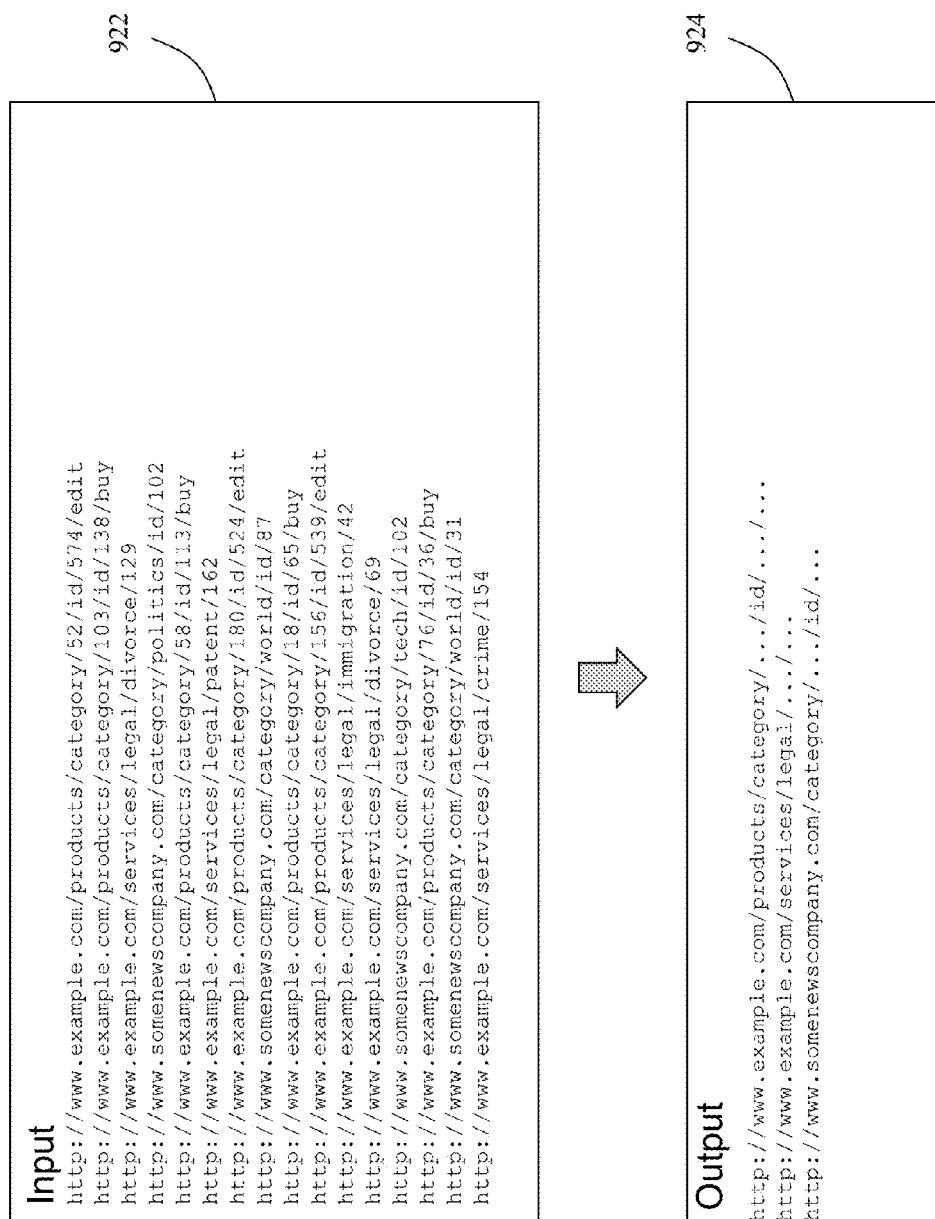 922
Input
http://www.example.com/products/category/52/id/574/edit
http://www.example.com/products/category/103/id/138/buy
http://www.example.com/services/legal/divorce/129
http://www.somenewscompany.com/category/politics/id/102
http://www.example.com/products/category/58/id/113/buy
http://www.example.com/services/legal/patent/162
http://www.example.com/products/category/180/id/524/edit
http://www.somenewscompany.com/category/world/id/87
http://www.example.com/products/category/18/id/65/buy
http://www.example.com/products/category/156/id/539/edit
http://www.example.com/services/legal/immigration/42
http://www.example.com/services/legal/divorce/69
http://www.somenewscompany.com/category/tech/id/102
http://www.example.com/products/category/76/id/36/buy
http://www.somenewscompany.com/category/world/id/31
http://www.example.com/services/legal/crime/154
924
Output
http://www.example.com/products/category/.../id/.../...
http://www.example.com/services/legal/.../...
http://www.somenewscompany.com/category/.../id/...